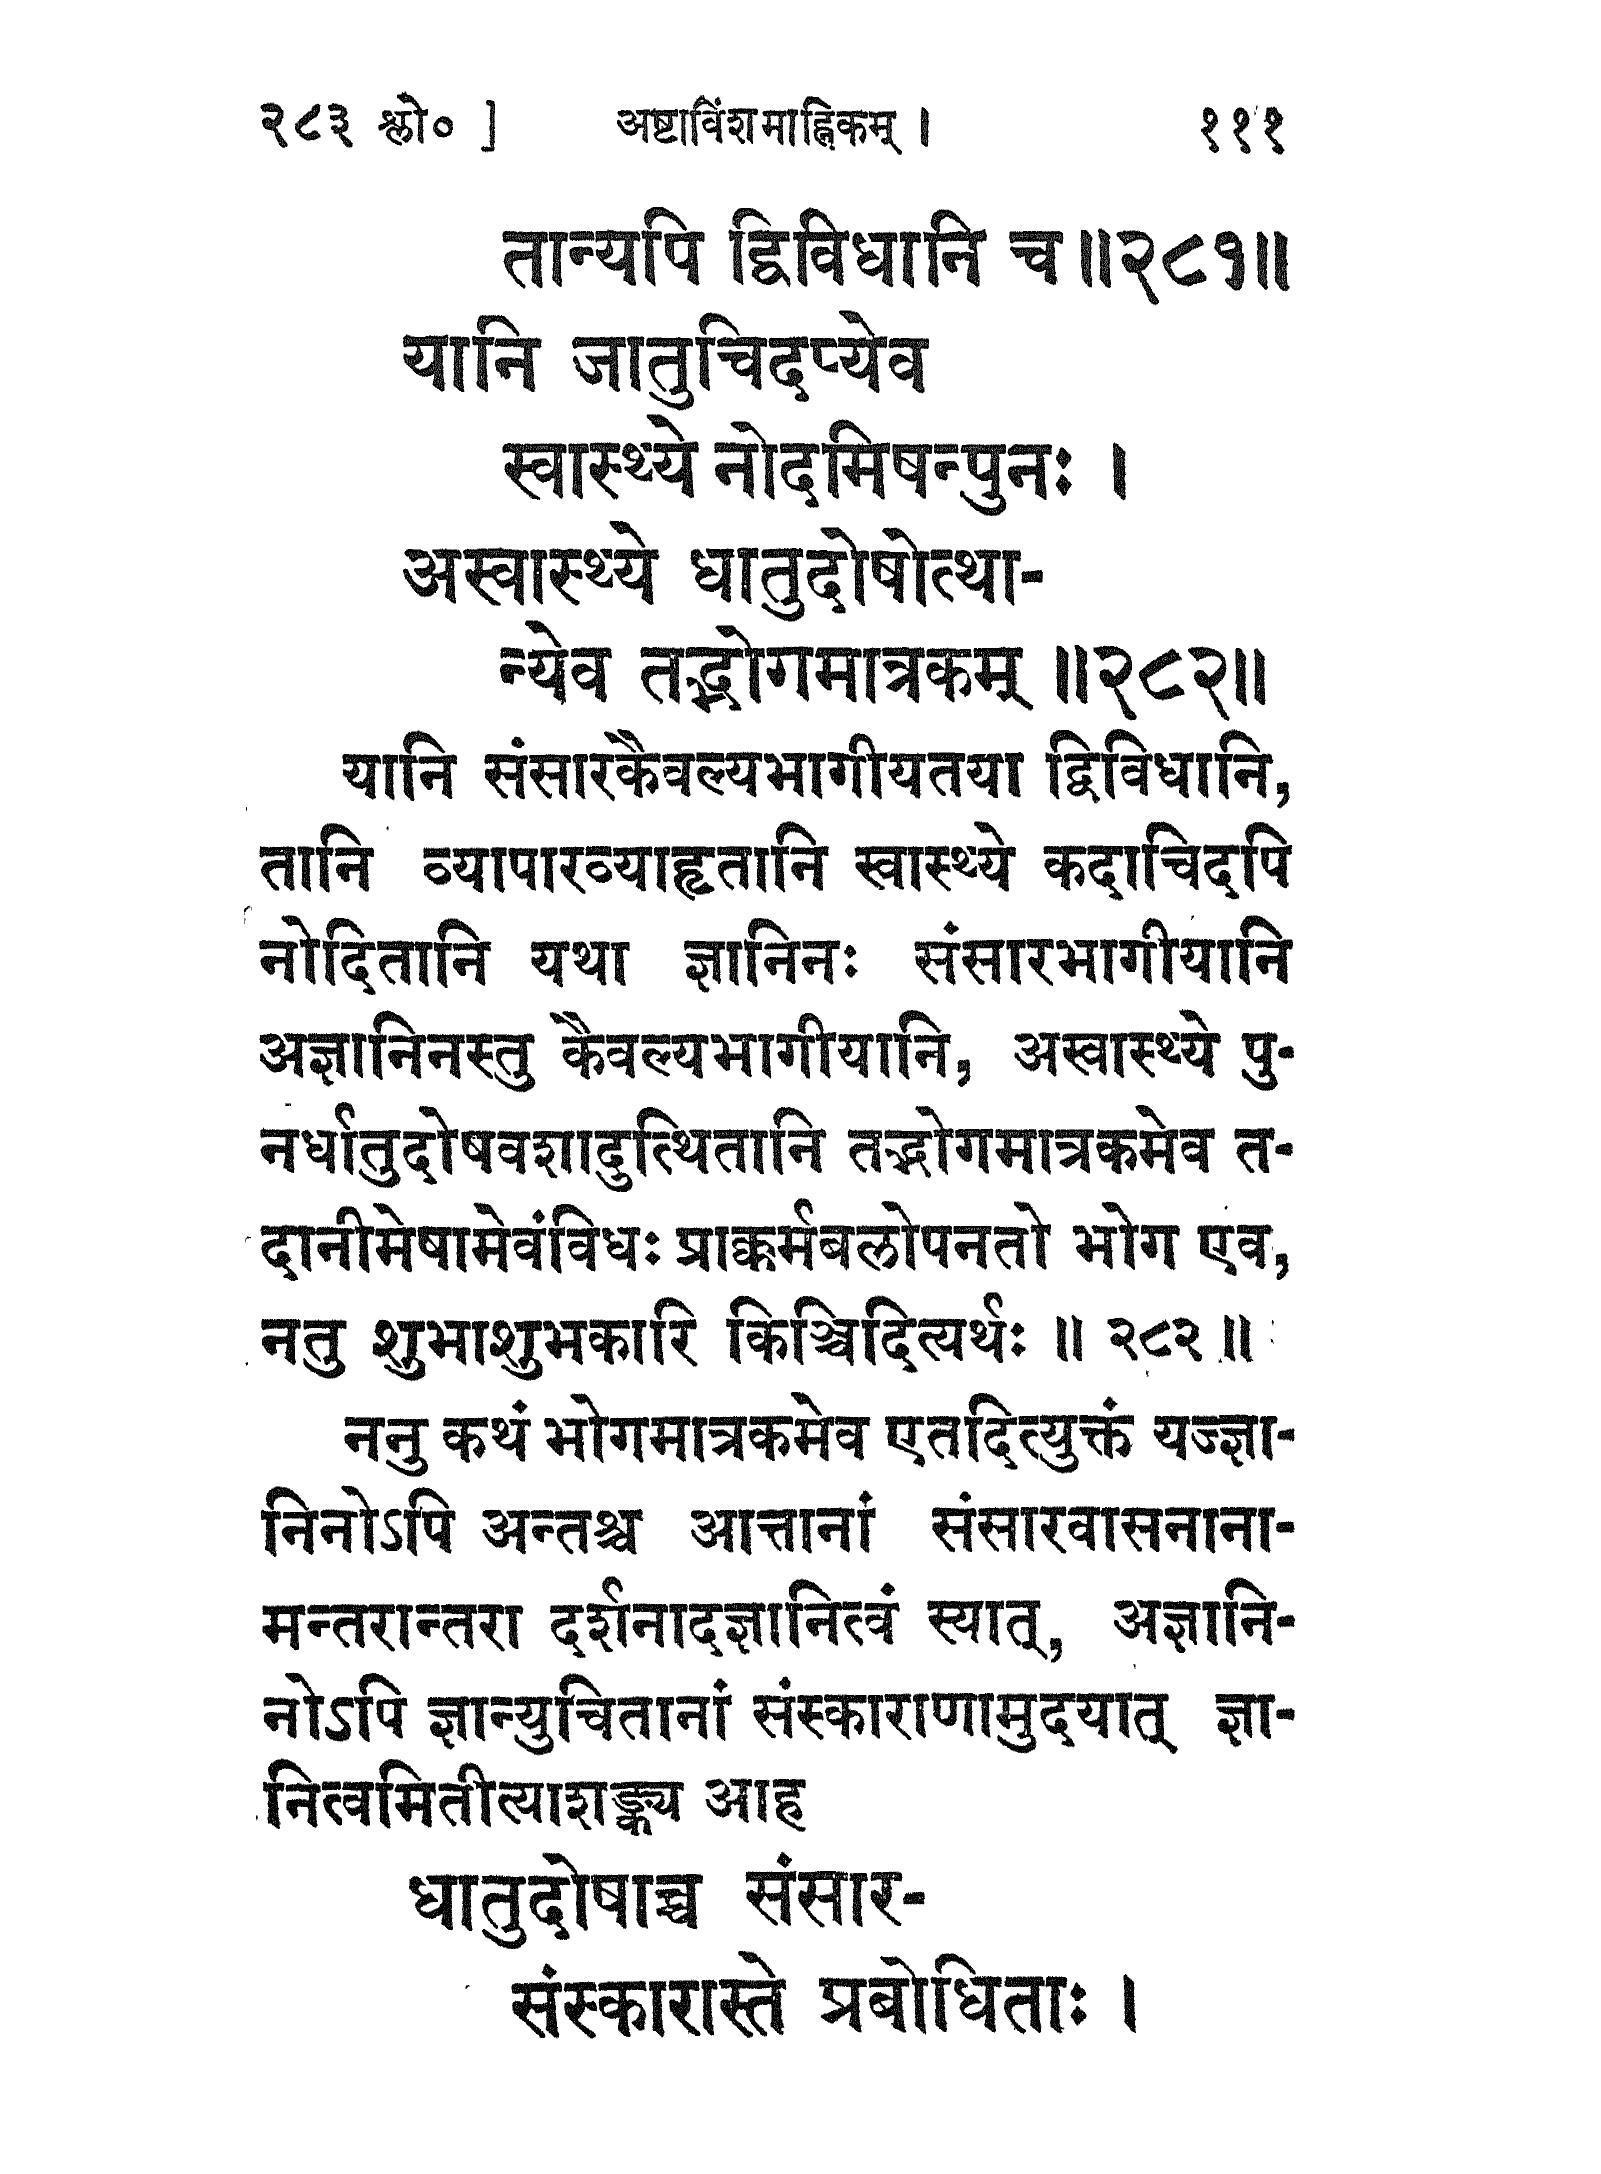 २८३ श्लो० ] अष्टाविंशमाह्निकम् । १११
तान्यपि द्विविधानि च॥२८१॥
यानि जातुचिदप्येव
स्वास्थ्ये नोदमिषन्पुनः ।
अस्वास्थ्ये धातुदोषोत्था-
न्येव तद्भोगमात्रकम् ॥२८२॥
यानि संसारकैवल्यभागीयतया द्विविधानि,
तानि व्यापारव्याहृतानि स्वास्थ्ये कदाचिदपि
नोदितानि यथा ज्ञानिनः संसारभागीयानि
अज्ञानिनस्तु कैवल्यभागीयानि, अस्वास्थ्ये पु-
नर्धातुदोषवशादुत्थितानि तद्भोगमात्रकमेव त-
दानीमेषामेवंविधः प्राक्कर्मबलोपनतो भोग एव,
नतु शुभाशुभकारि किञ्चिदित्यर्थः ॥ २८२ ॥
ननु कथं भोगमात्रकमेव एतदित्युक्तं यज्ज्ञा-
निनोऽपि अन्तश्च आत्तानां संसारवासनाना-
मन्तरान्तरा दर्शनादज्ञानित्वं स्यात्, अज्ञानि-
नोऽपि ज्ञान्युचितानां संस्काराणामुदयात् ज्ञा-
नित्वमितीत्याशङ्क्य आह
धातुदोषाच्च संसार-
संस्कारास्ते प्रबोधिताः ।